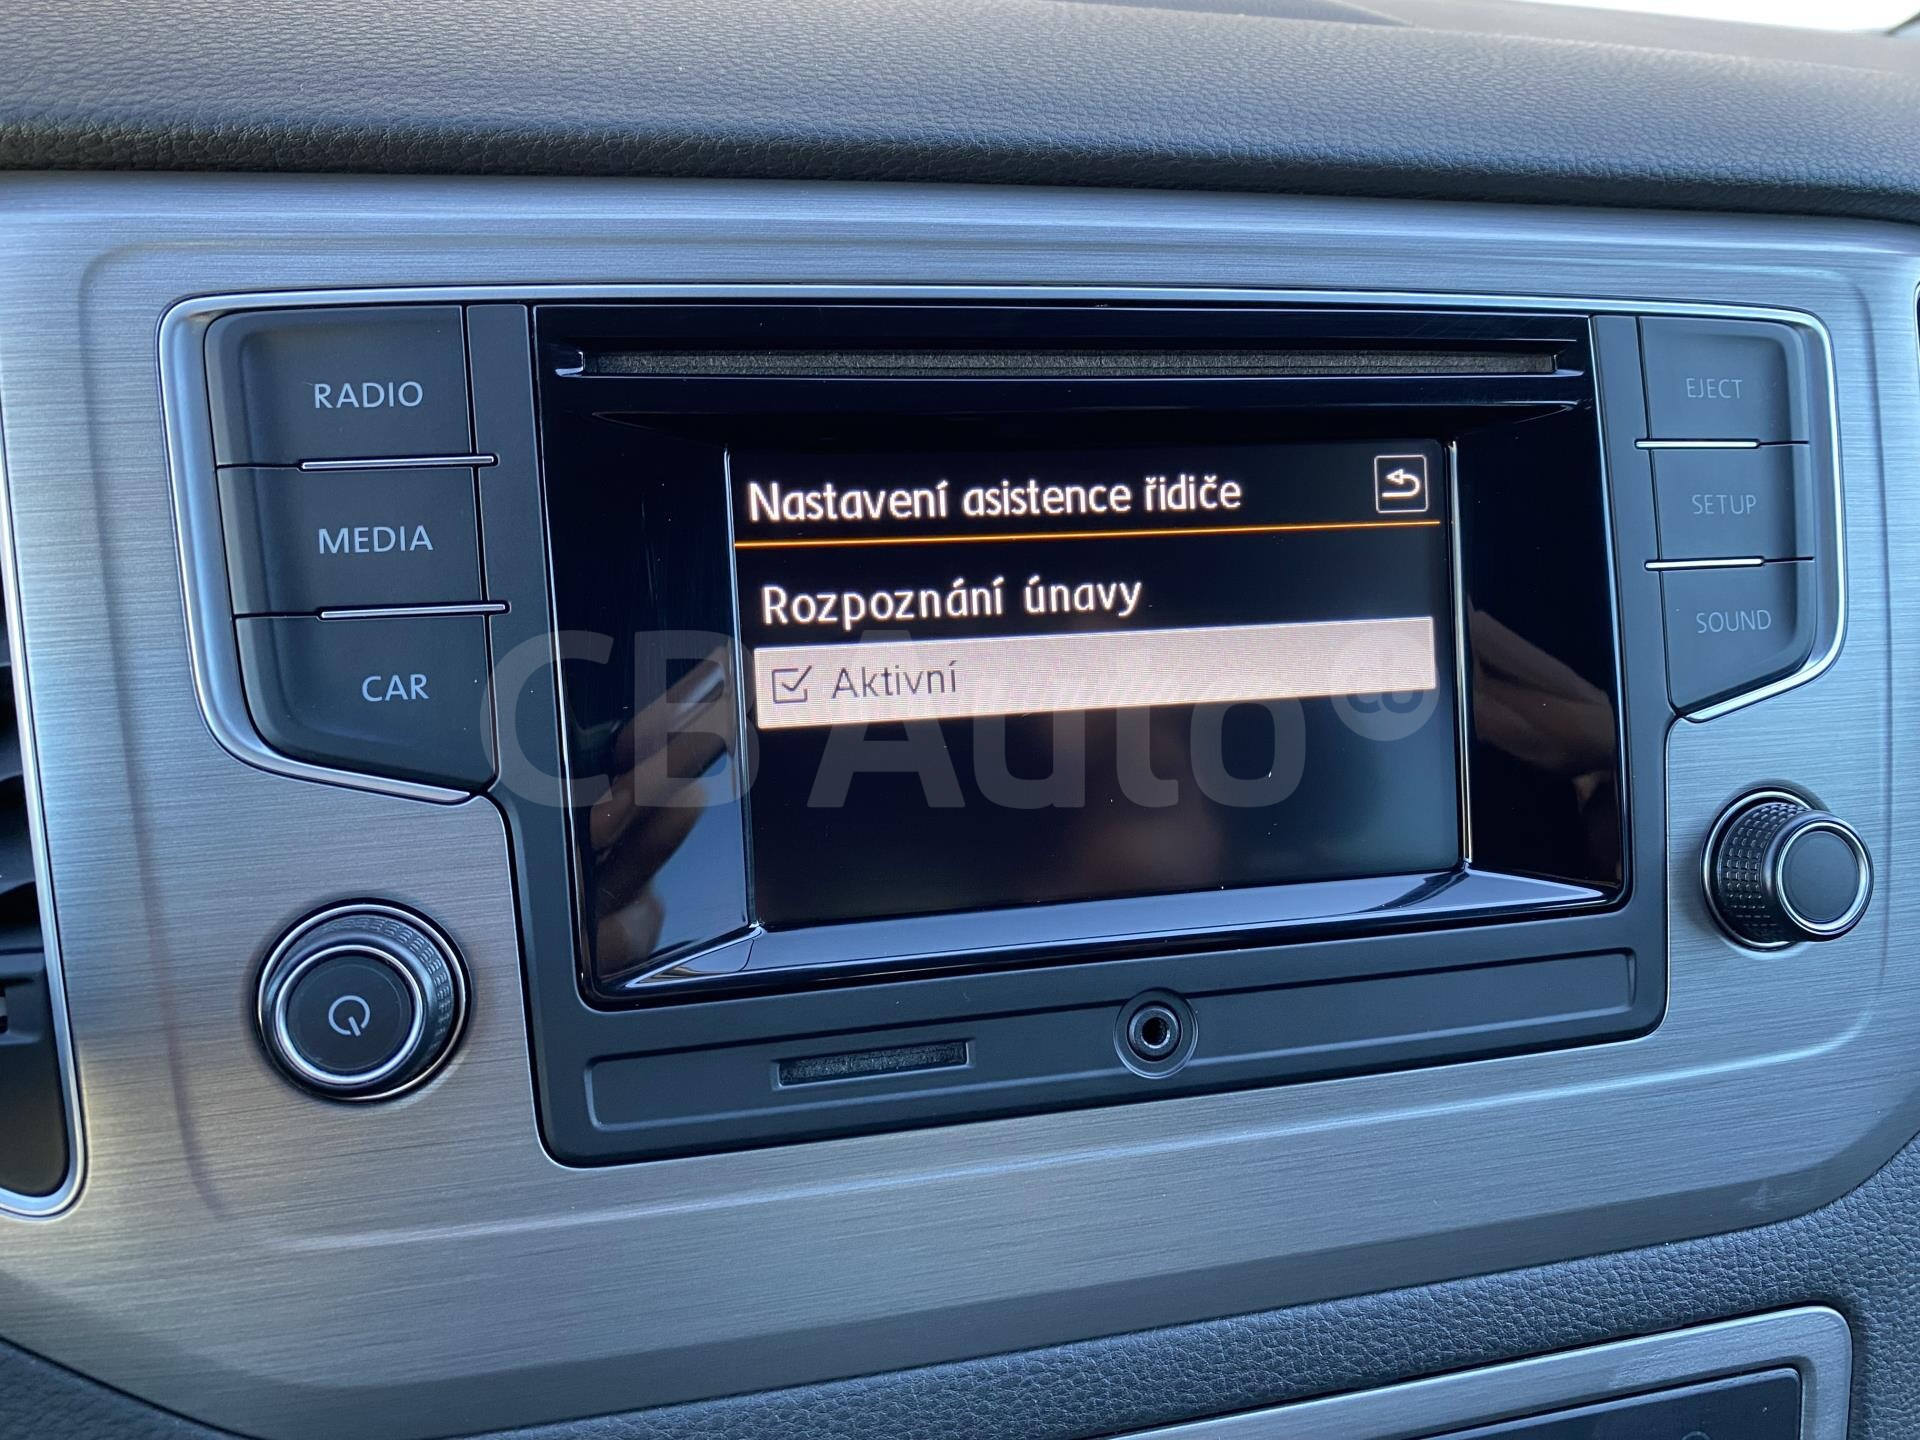 RADIO
MEDIA
CAR
Nastavení asistence řidiče
Rozpoznání únavy
Aktivní
EJECT
SETUP
SOUND
CB Auto